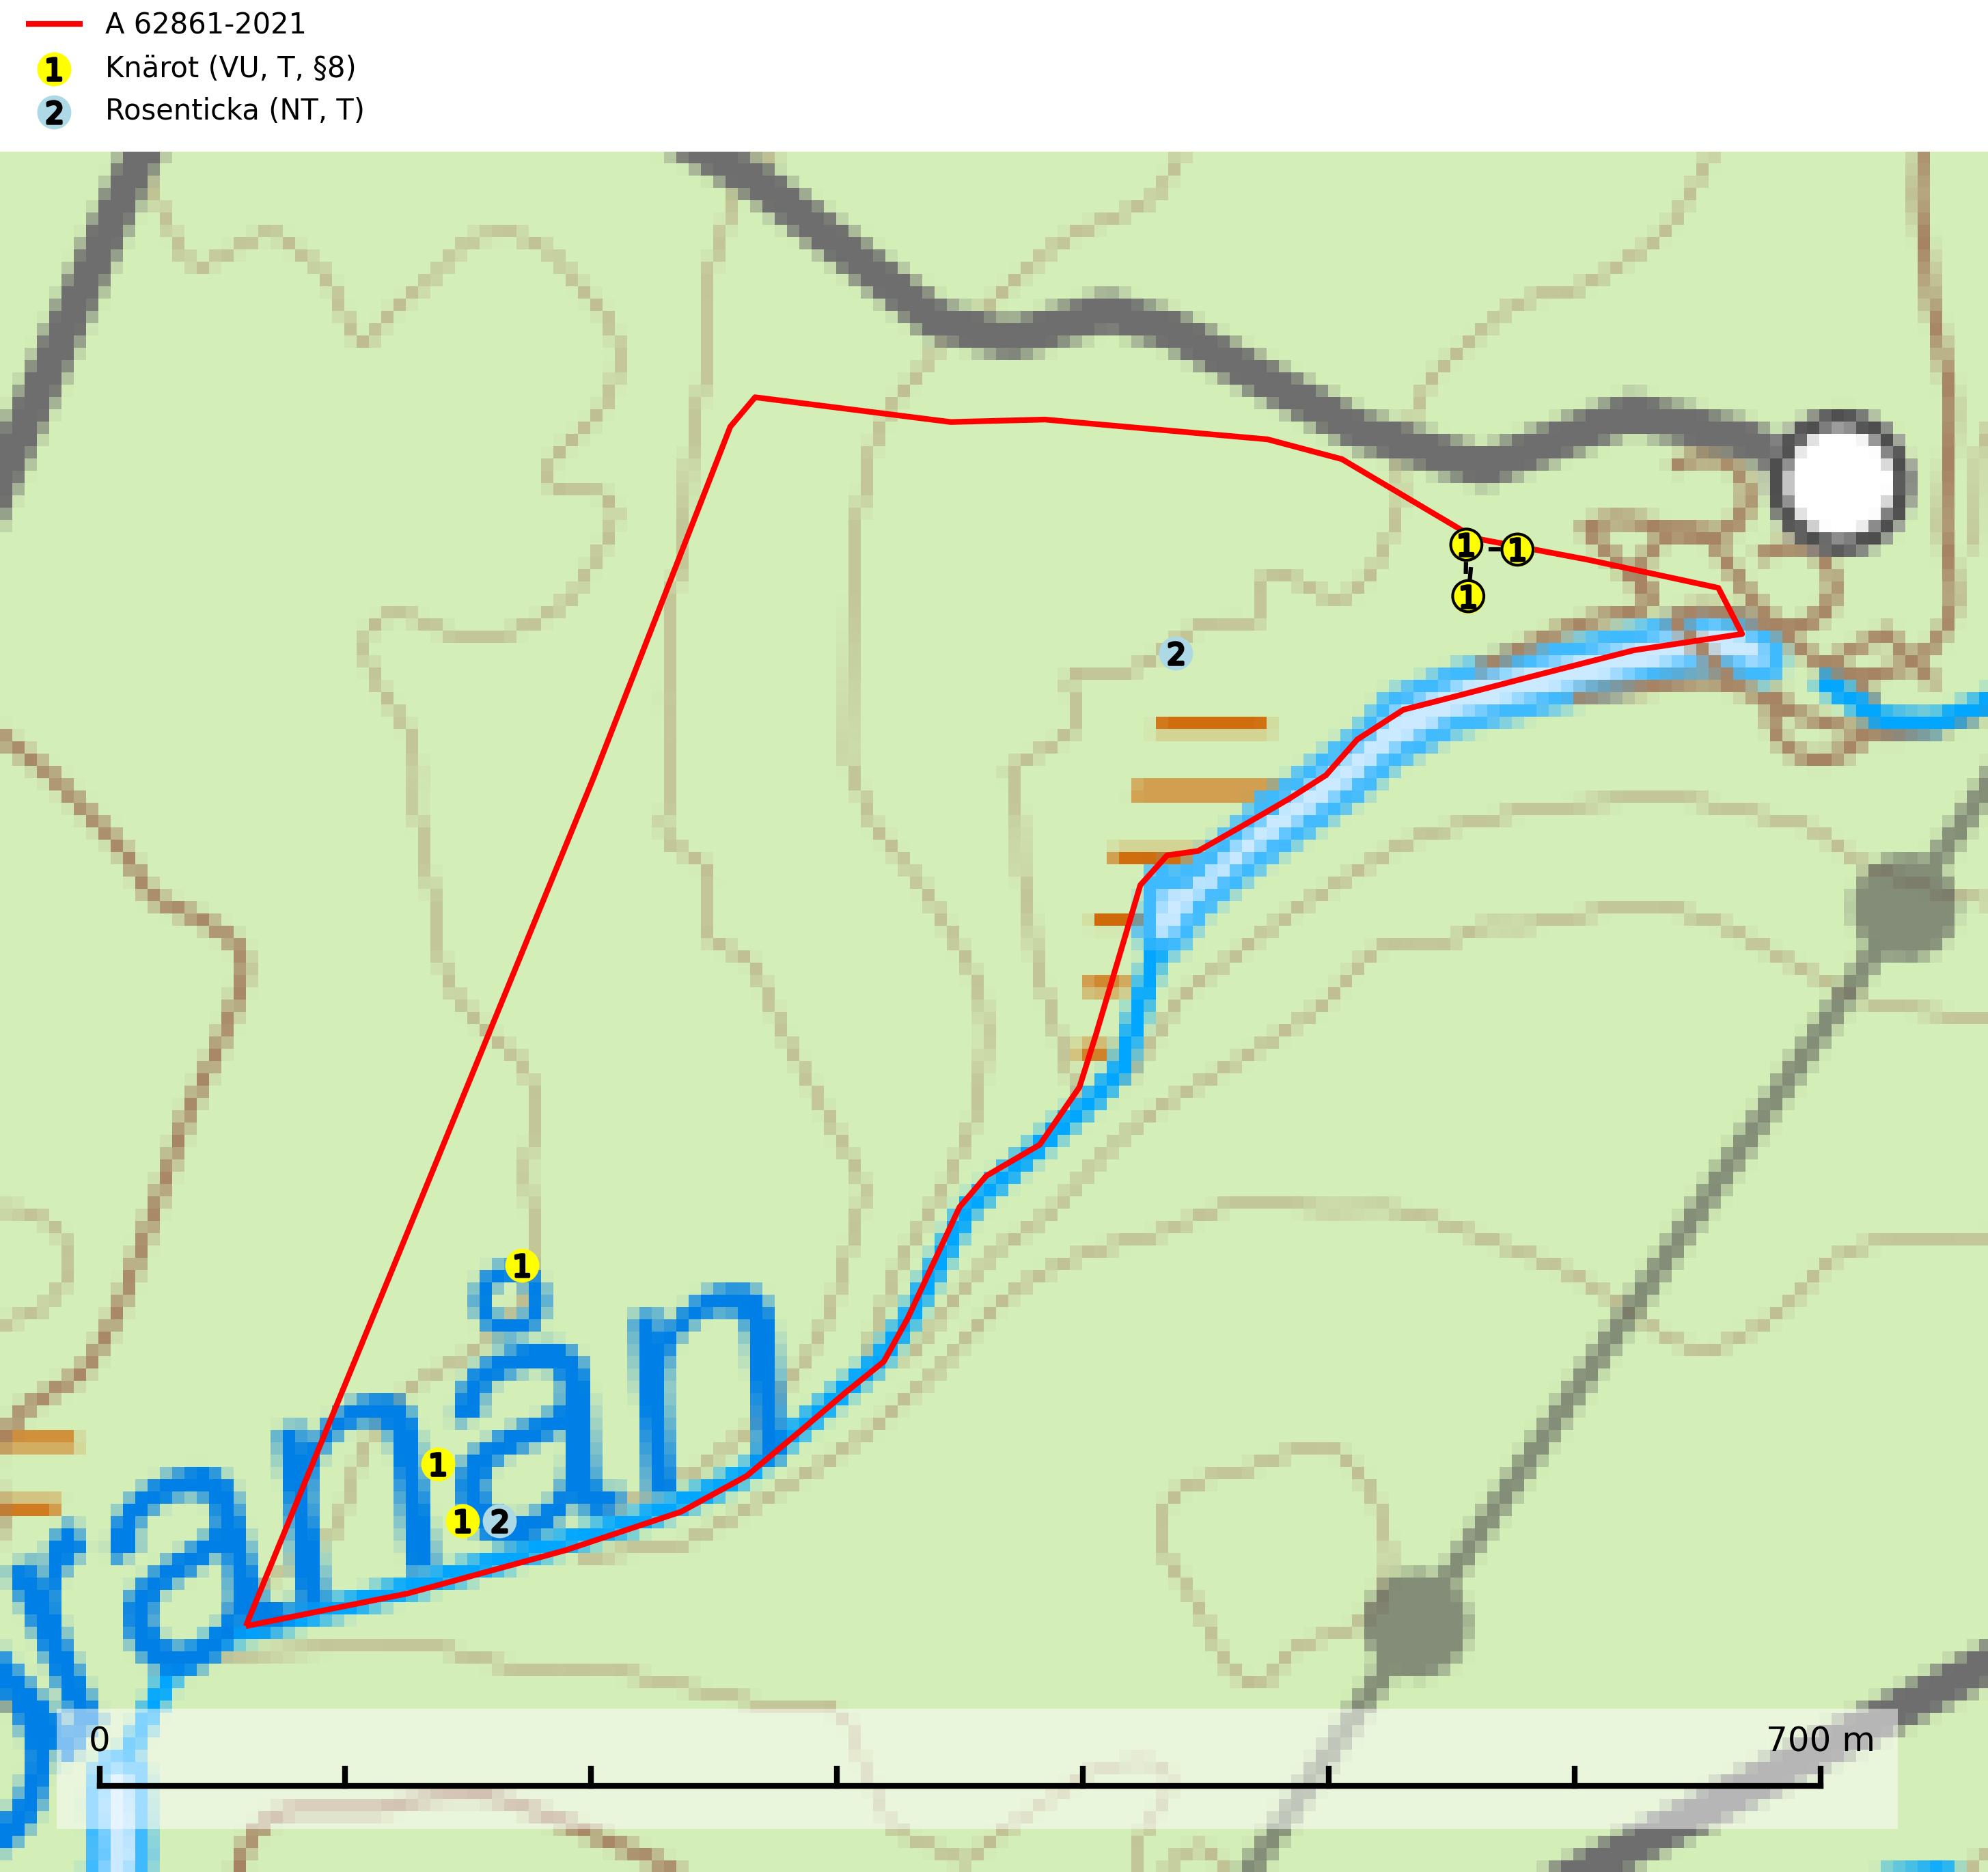 A 62861-2021
1 Knärot (VU, T, §8)
2 Rosenticka (NT, T)
1 1
1
2
1
1
1 2
0 700 m